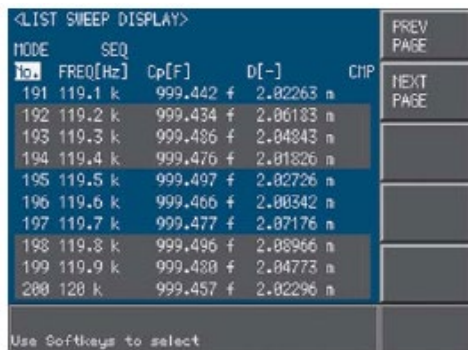 <LIST SWEEP DISPLAY>
MODE SEQ
No. FREQ[Hz] Cp[F] D[-] CMP
191 119.1 k 999.442 f 2.02263 m
192 119.2 k 999.434 f 2.06183 m
193 119.3 k 999.486 f 2.04843 m
194 119.4 k 999.476 f 2.01826 m
195 119.5 k 999.497 f 2.02726 m
196 119.6 k 999.466 f 2.00342 m
197 119.7 k 999.477 f 2.07176 m
198 119.8 k 999.496 f 2.08966 m
199 119.9 k 999.480 f 2.04773 m
200 120 k 999.457 f 2.02296 m
Use Softkeys to select
PREV
PAGE
NEXT
PAGE